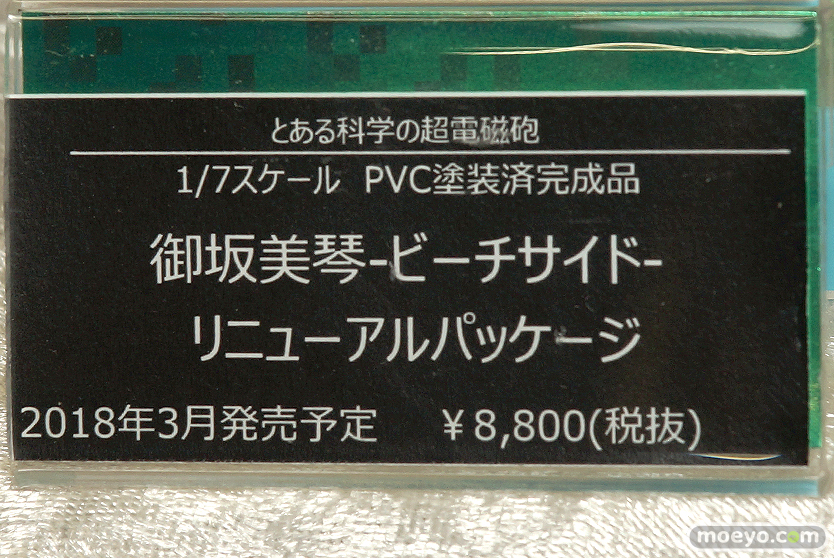 とある科学の超電磁砲
1/7スケール PVC塗装済完成品
御坂美琴-ビーチサイド-
リニューアルパッケージ
2018年3月発売予定 ￥8,800(税抜)
moeyo.com